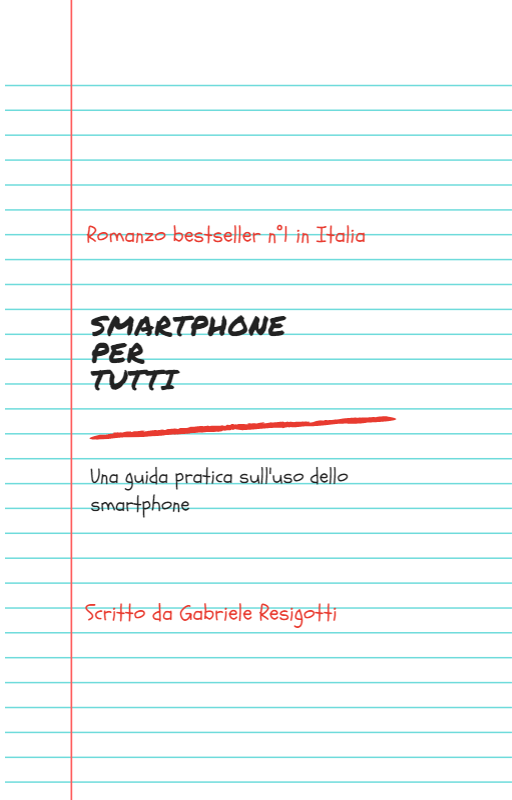 Romanzo bestseller n°1 in Italia
SMARTPHONE
PER
TUTTI
Una guida pratica sull'uso dello
smartphone
Scritto da Gabriele Resigotti